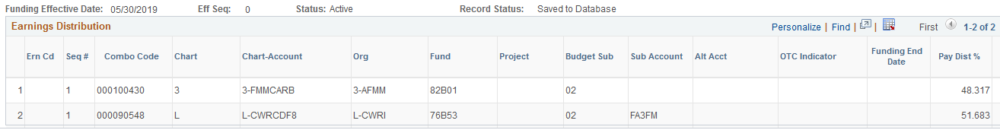 Funding Effective Date: 05/30/2019 Eff Seq: 0 Status: Active Record Status: Saved to Database
Earnings Distribution Personalize | Find | | First 1-2 of 2
Ern Cd Seq # Combo Code Chart Chart-Account Org Fund Project Budget Sub Sub Account Alt Acct OTC Indicator Funding End Date Pay Dist %
1 1 000100430 3 3-FMMCARB 3-AFMM 82B01 02 48.317
2 1 000090548 L L-CWRCDF8 L-CWRI 76B53 02 FA3FM 51.683